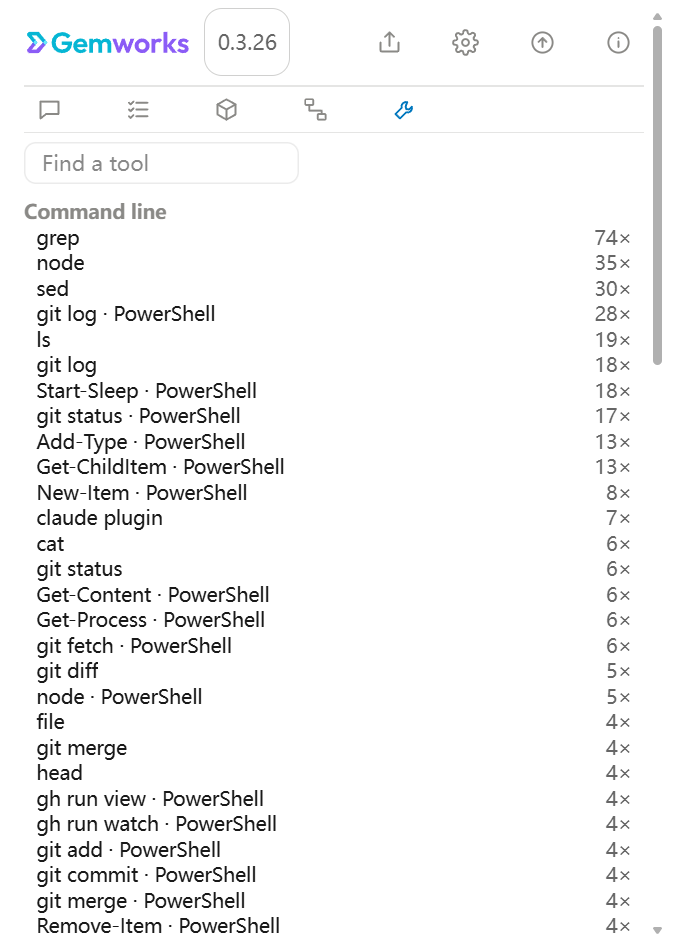 Gemworks 0.3.26
Find a tool
Command line
grep 74×
node 35×
sed 30×
git log · PowerShell 28×
ls 19×
git log 18×
Start-Sleep · PowerShell 18×
git status · PowerShell 17×
Add-Type · PowerShell 13×
Get-ChildItem · PowerShell 13×
New-Item · PowerShell 8×
claude plugin 7×
cat 6×
git status 6×
Get-Content · PowerShell 6×
Get-Process · PowerShell 6×
git fetch · PowerShell 6×
git diff 5×
node · PowerShell 5×
file 4×
git merge 4×
head 4×
gh run view · PowerShell 4×
gh run watch · PowerShell 4×
git add · PowerShell 4×
git commit · PowerShell 4×
git merge · PowerShell 4×
Remove-Item · PowerShell 4×